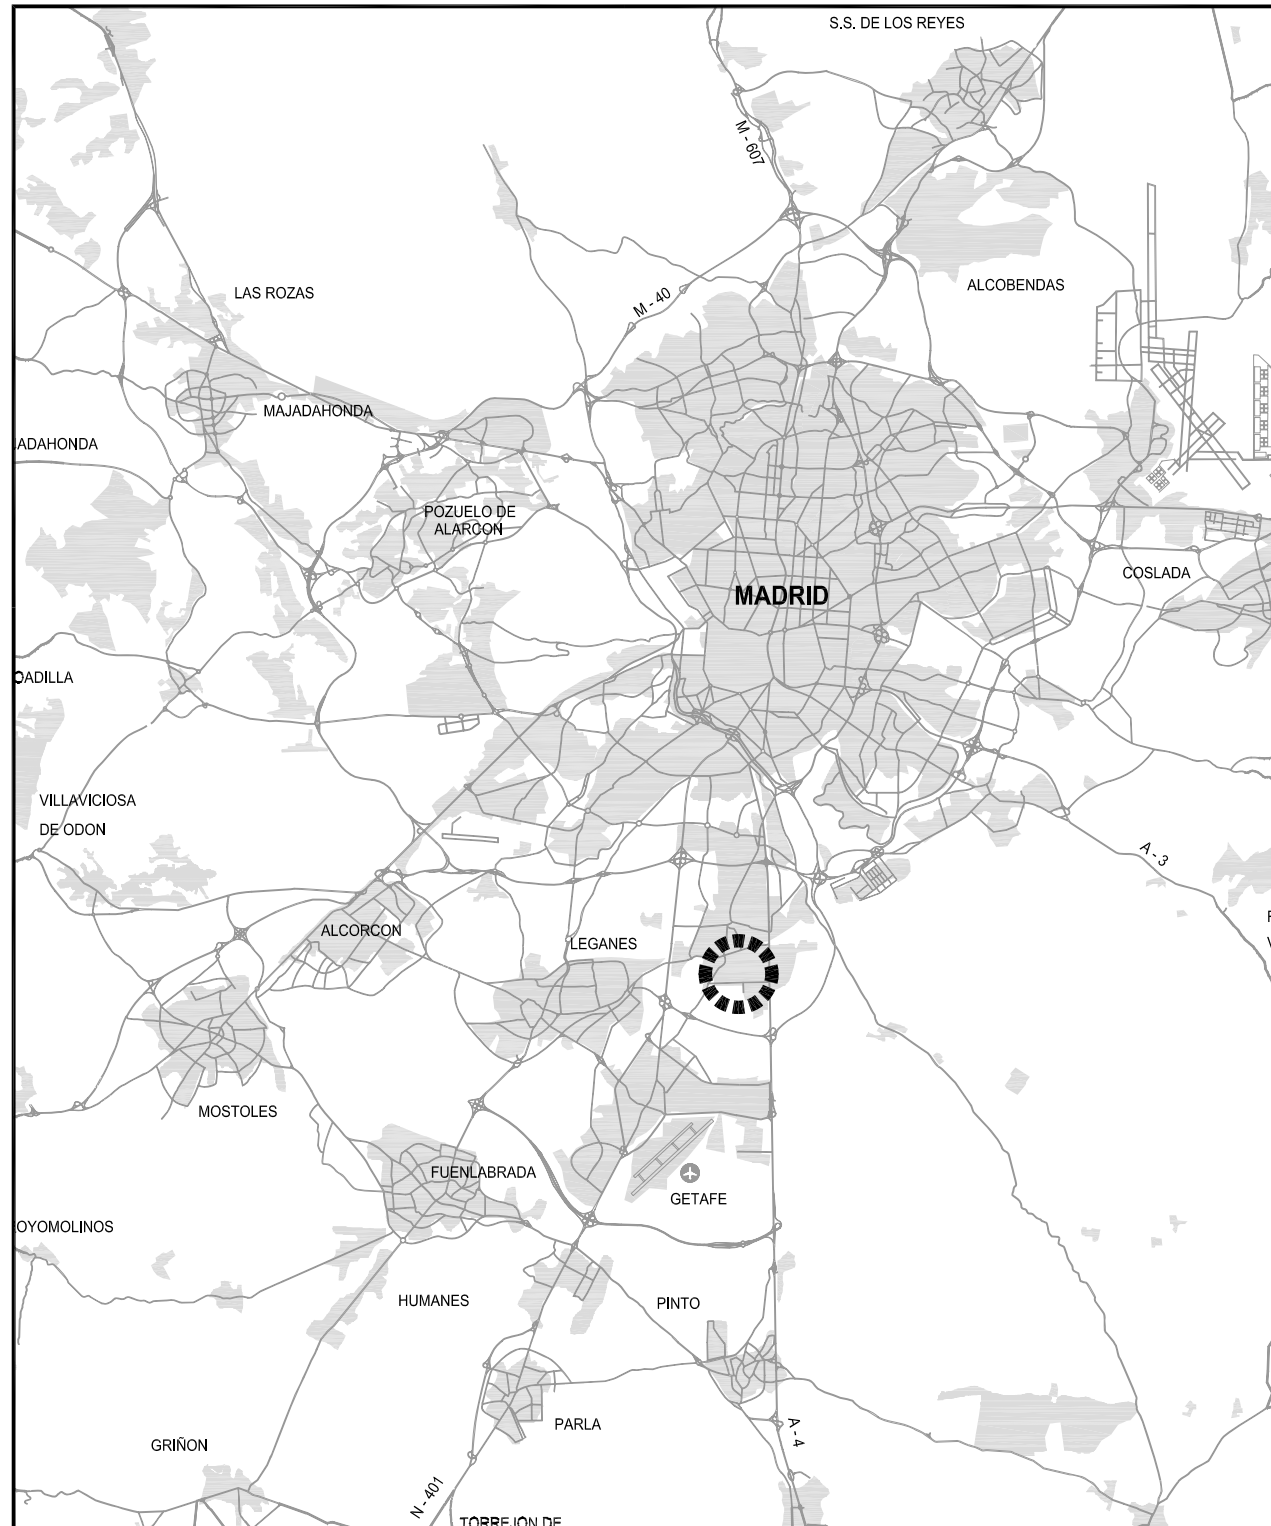 S.S. DE LOS REYES
M - 607
ALCOBENDAS
LAS ROZAS
M - 40
MAJADAHONDA
JADAHONDA
POZUELO DE
ALARCON
COSLADA
MADRID
OADILLA
VILLAVICIOSA
DE ODON
A - 3
ALCORCON
LEGANES
MOSTOLES
FUENLABRADA
GETAFE
OYOMOLINOS
HUMANES
PINTO
PARLA
A - 4
GRIÑON
N - 401
TORREJON DE